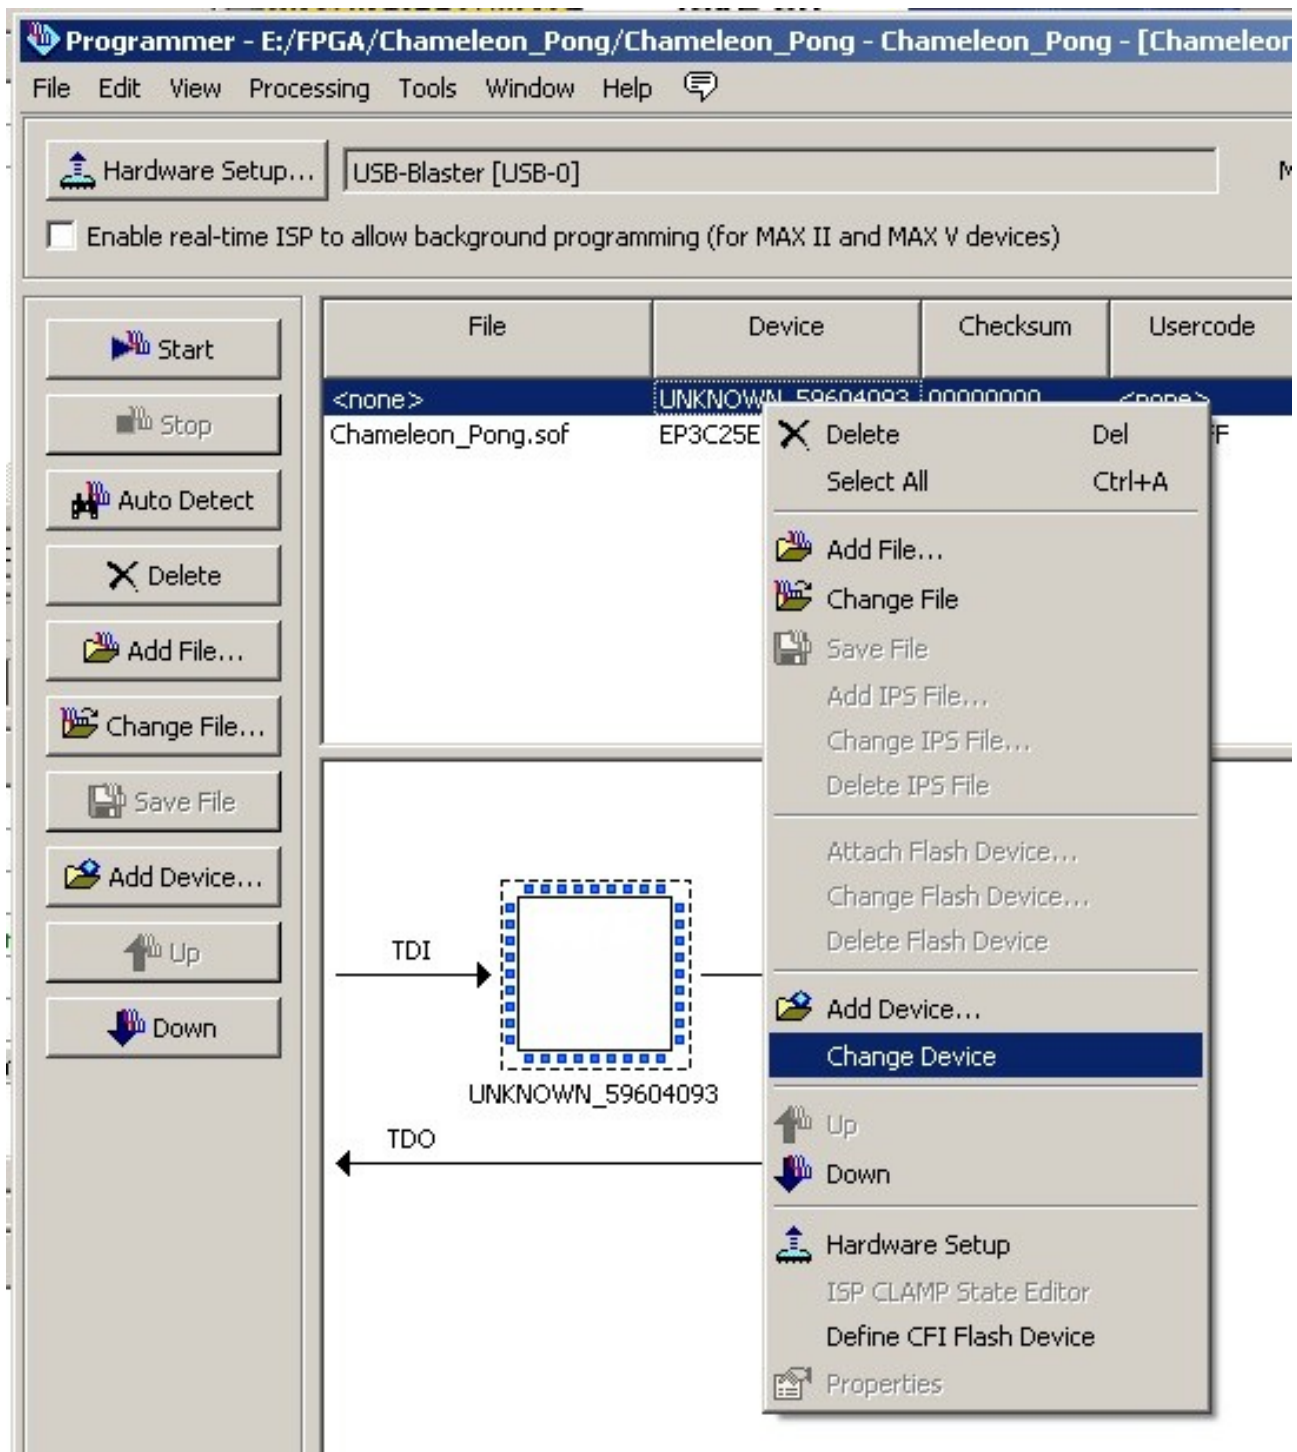 Programmer - E:/FPGA/Chameleon_Pong/Chameleon_Pong - Chameleon_Pong - [Chameleon
File Edit View Processing Tools Window Help
Hardware Setup... USB-Blaster [USB-0]
Enable real-time ISP to allow background programming (for MAX II and MAX V devices)
Start
Stop
Auto Detect
Delete
Add File...
Change File...
Save File
Add Device...
Up
Down
File Device Checksum Usercode
<none> UNKNOWN_59604093 00000000 <none>
Chameleon_Pong.sof EP3C25E
TDI
UNKNOWN_59604093
TDO
Delete Del
Select All Ctrl+A
Add File...
Change File
Save File
Add IPS File...
Change IPS File...
Delete IPS File
Attach Flash Device...
Change Flash Device...
Delete Flash Device
Add Device...
Change Device
Up
Down
Hardware Setup
ISP CLAMP State Editor
Define CFI Flash Device
Properties